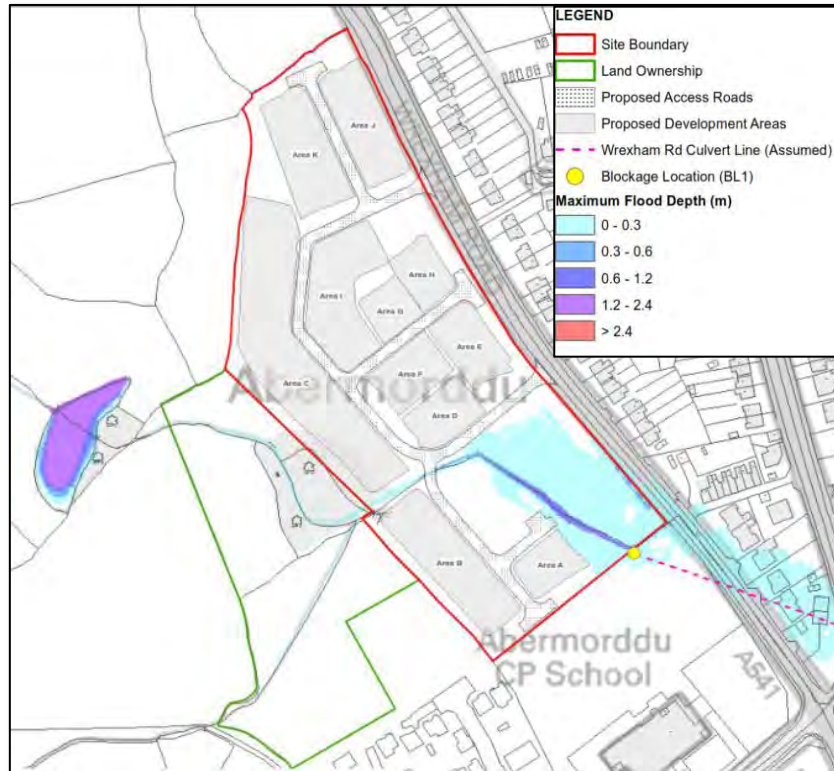 LEGEND
Site Boundary
Land Ownership
Proposed Access Roads
Proposed Development Areas
Wrexham Rd Culvert Line (Assumed)
Blockage Location (BL1)
Maximum Flood Depth (m)
0 - 0.3
0.3 - 0.6
0.6 - 1.2
1.2 - 2.4
> 2.4
Area J
Area K
Area H
Area I
Area G
Area E
Area F
Area C
Abermorddu
Area D
Area B
Area A
Abermorddu
CP School
A541